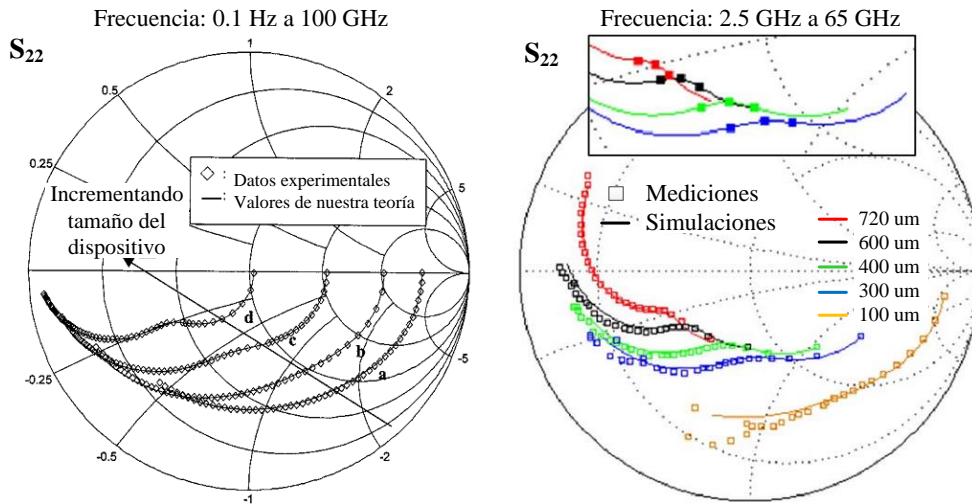 Frecuencia: 0.1 Hz a 100 GHz
S22
1
2
5
-5
-2
-1
-0.5
-0.25
0.25
Datos experimentales
Valores de nuestra teoría
Incrementando
tamaño del
dispositivo
d
c
b
a
Frecuencia: 2.5 GHz a 65 GHz
S22
Mediciones
Simulaciones
720 um
600 um
400 um
300 um
100 um